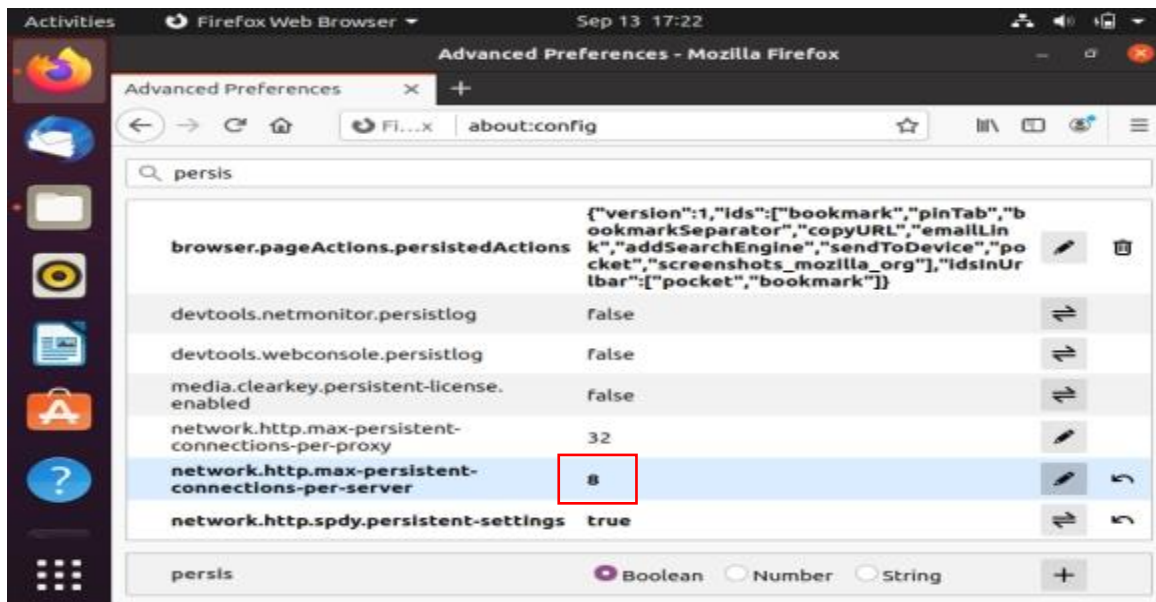 Activities Firefox Web Browser Sep 13 17:22
Advanced Preferences - Mozilla Firefox
Advanced Preferences
Fi...x about:config
persis
browser.pageActions.persistedActions
{"version":1,"ids":["bookmark","pinTab","b
ookmarkSeparator","copyURL","emailLin
k","addSearchEngine","sendToDevice","po
cket","screenshots_mozilla_org"],"idsInUr
lbar":["pocket","bookmark"]}
devtools.netmonitor.persistlog false
devtools.webconsole.persistlog false
media.clearkey.persistent-license.
enabled
false
network.http.max-persistent-
connections-per-proxy
32
network.http.max-persistent-
connections-per-server
8
network.http.spdy.persistent-settings true
persis Boolean Number String